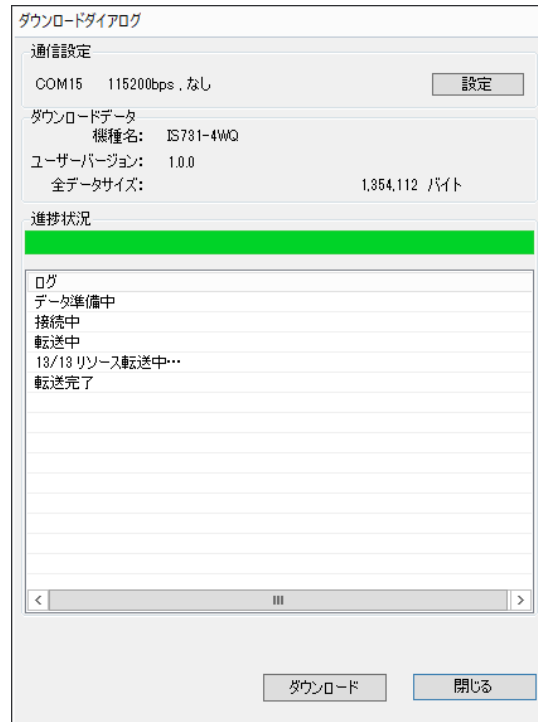 ダウンロードダイアログ
通信設定
COM15 115200bps , なし
設定
ダウンロードデータ
機種名: IS731-4WQ
ユーザーバージョン: 1.0.0
全データサイズ: 1,354,112 バイト
進捗状況
ログ
データ準備中
接続中
転送中
13/13 リソース転送中…
転送完了
ダウンロード
閉じる